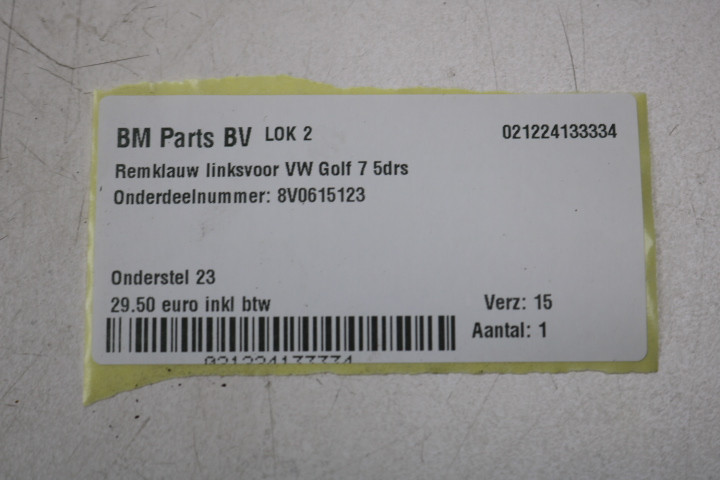 BM Parts BV LOK 2 021224133334
Remklauw linksvoor VW Golf 7 5drs
Onderdeelnummer: 8V0615123
Onderstel 23
29.50 euro inkl btw Verz: 15
Aantal: 1
021224133334